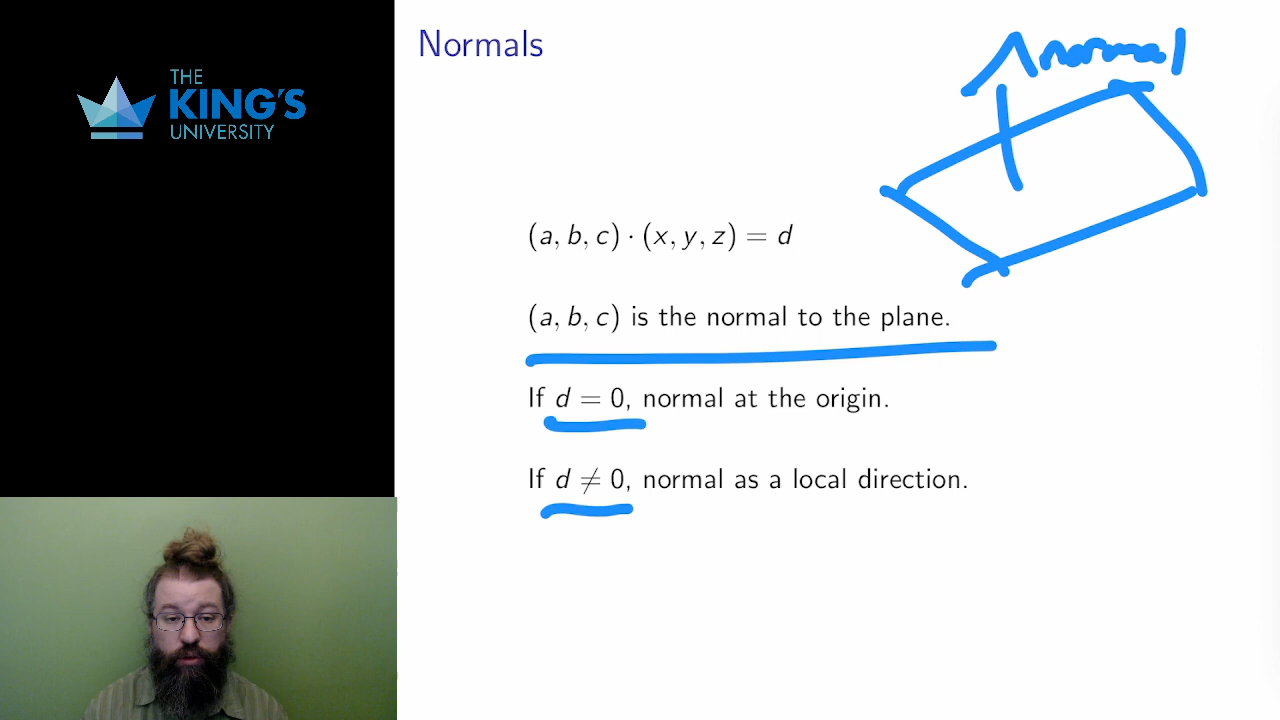 THE
KING'S
UNIVERSITY
Normals
normal
(a, b, c) · (x, y, z) = d
(a, b, c) is the normal to the plane.
If d = 0, normal at the origin.
If d ≠ 0, normal as a local direction.